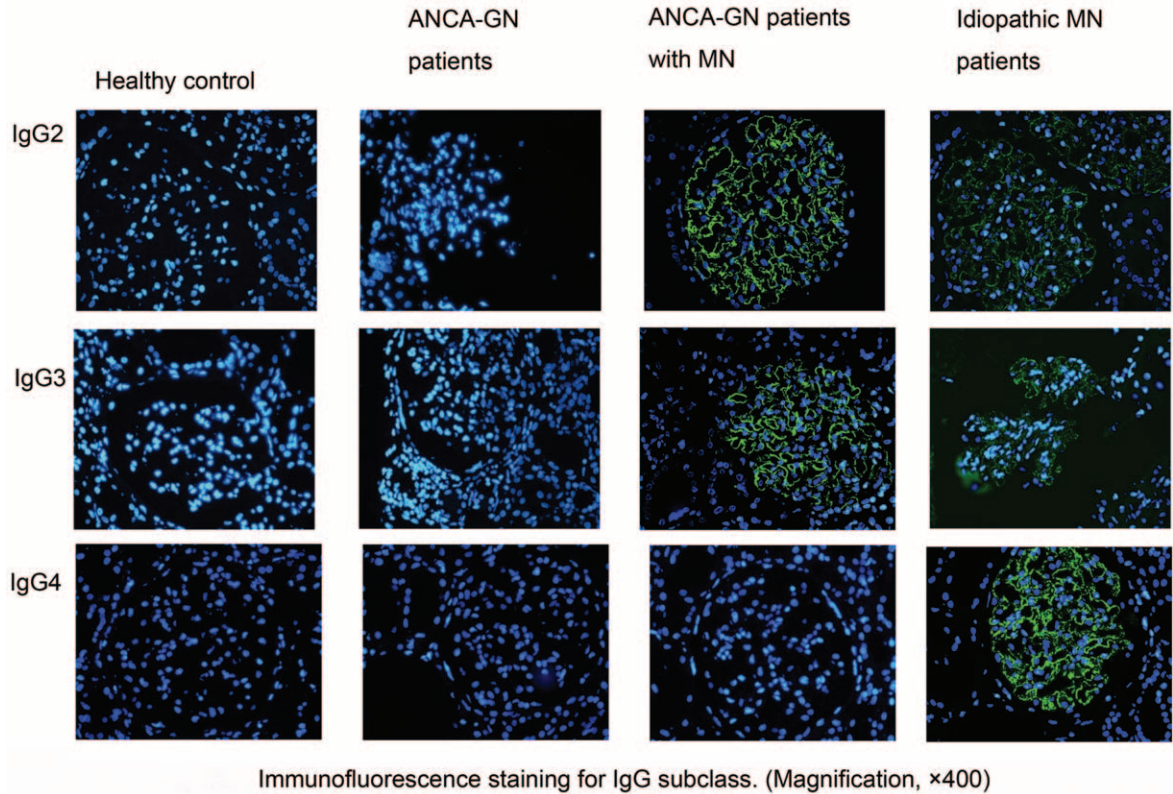 Healthy control
ANCA-GN
patients
ANCA-GN patients
with MN
Idiopathic MN
patients
IgG2
IgG3
IgG4
Immunofluorescence staining for IgG subclass. (Magnification, ×400)